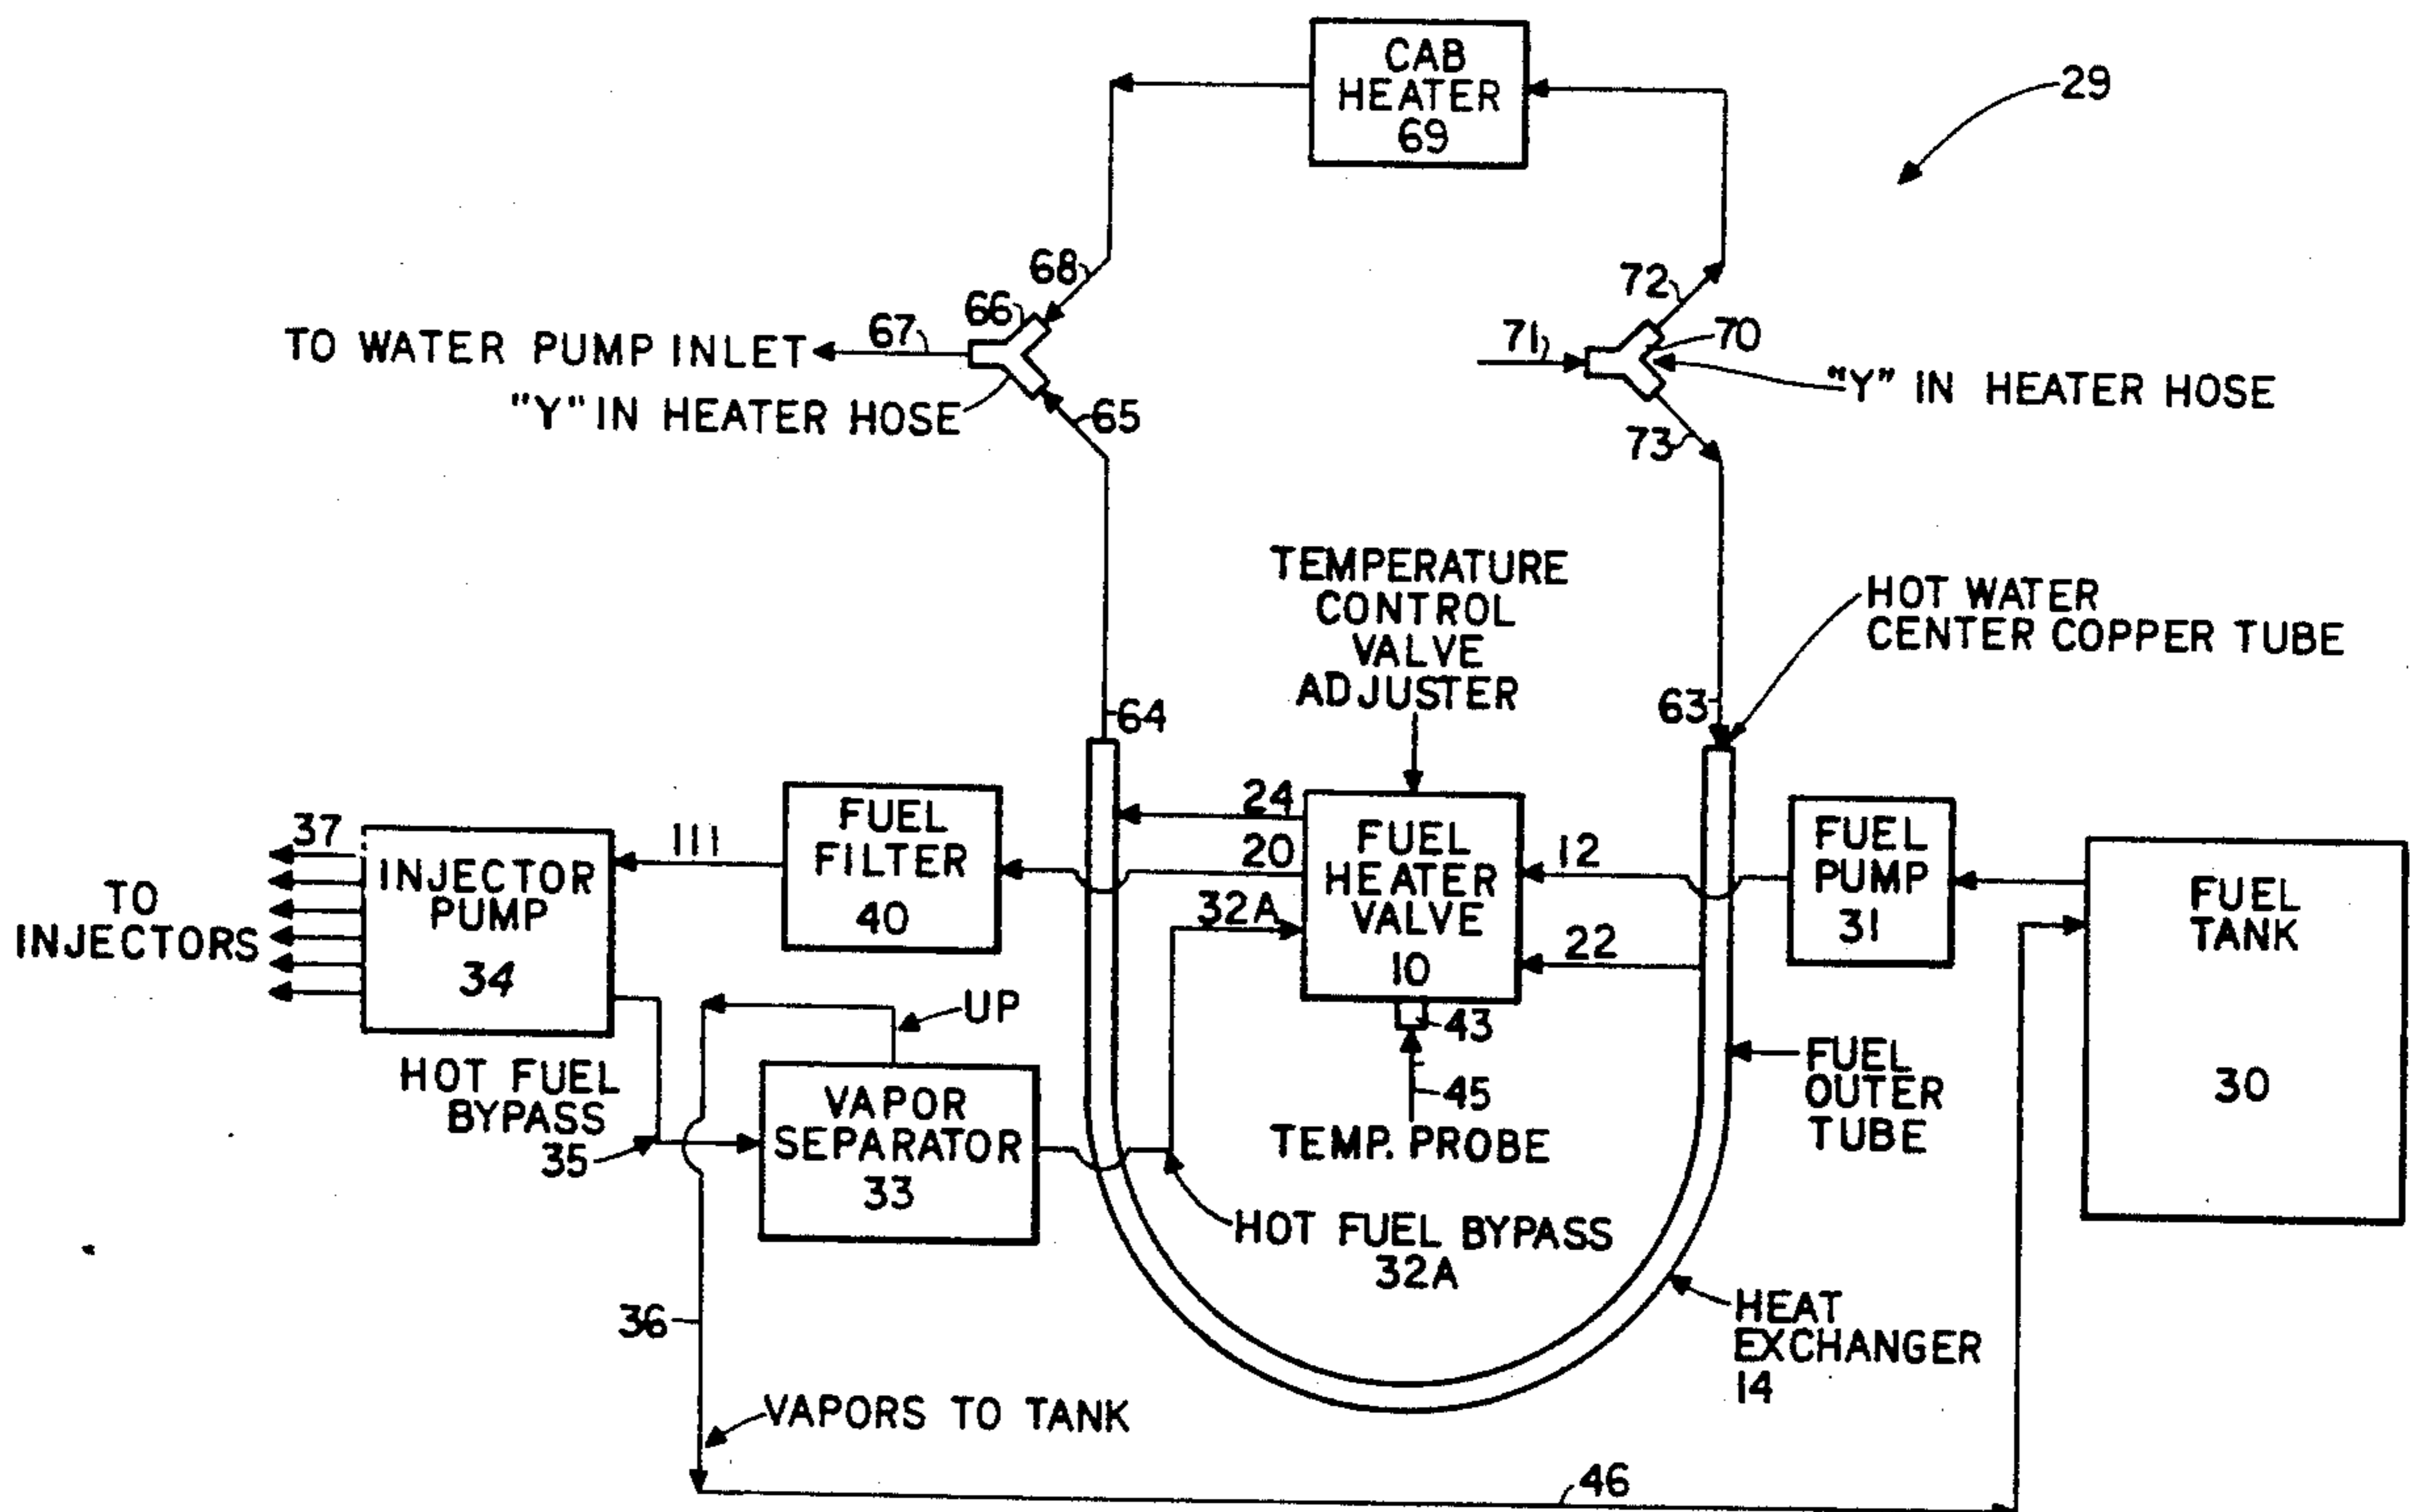 CAB
HEATER
69
29
68
66
67
TO WATER PUMP INLET
"Y" IN HEATER HOSE
65
72
71
70
"Y" IN HEATER HOSE
73
TEMPERATURE
CONTROL
VALVE
ADJUSTER
HOT WATER
CENTER COPPER TUBE
64
63
37
TO
INJECTORS
INJECTOR
PUMP
34
111
FUEL
FILTER
40
24
20
32A
FUEL
HEATER
VALVE
10
12
22
FUEL
PUMP
31
FUEL
TANK
30
UP
43
45
TEMP. PROBE
FUEL
OUTER
TUBE
HOT FUEL
BYPASS
35
VAPOR
SEPARATOR
33
HOT FUEL BYPASS
32A
HEAT
EXCHANGER
14
36
VAPORS TO TANK
46